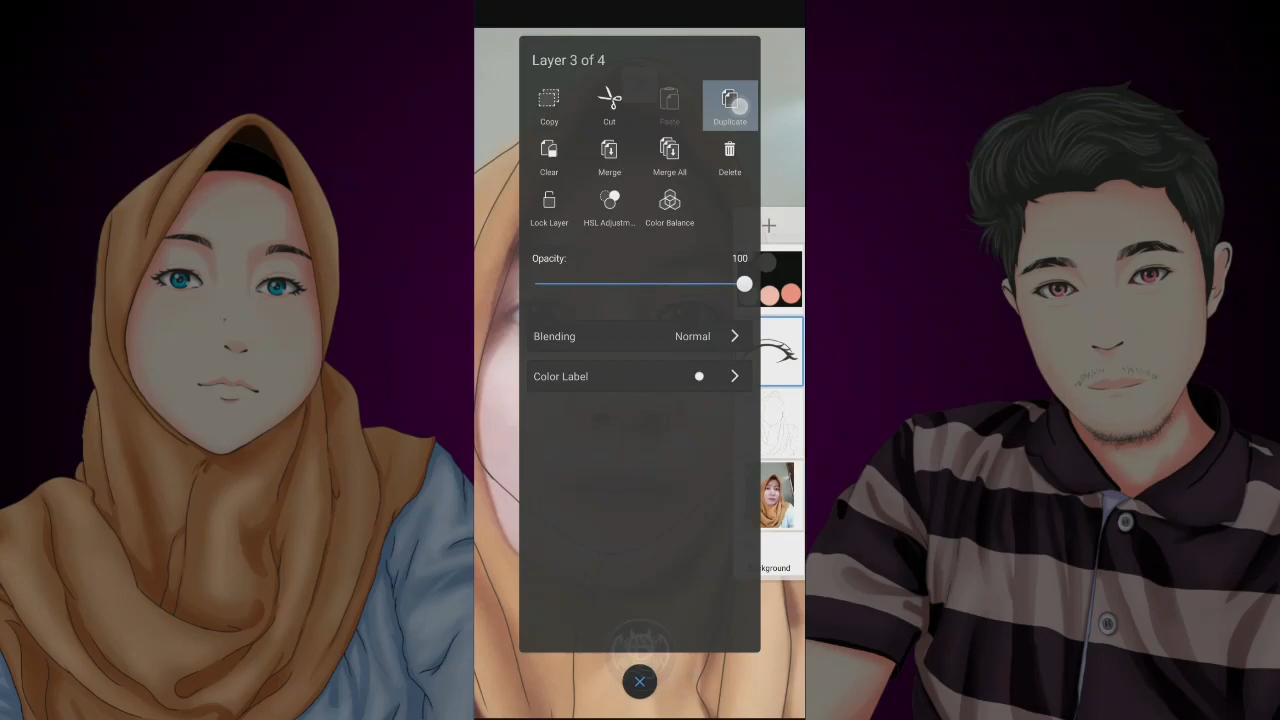 Layer 3 of 4
Copy
Cut
Paste
Duplicate
Clear
Merge
Merge All
Delete
Lock Layer
HSL Adjustm...
Color Balance
Opacity:
100
Blending
Normal
Color Label
kground